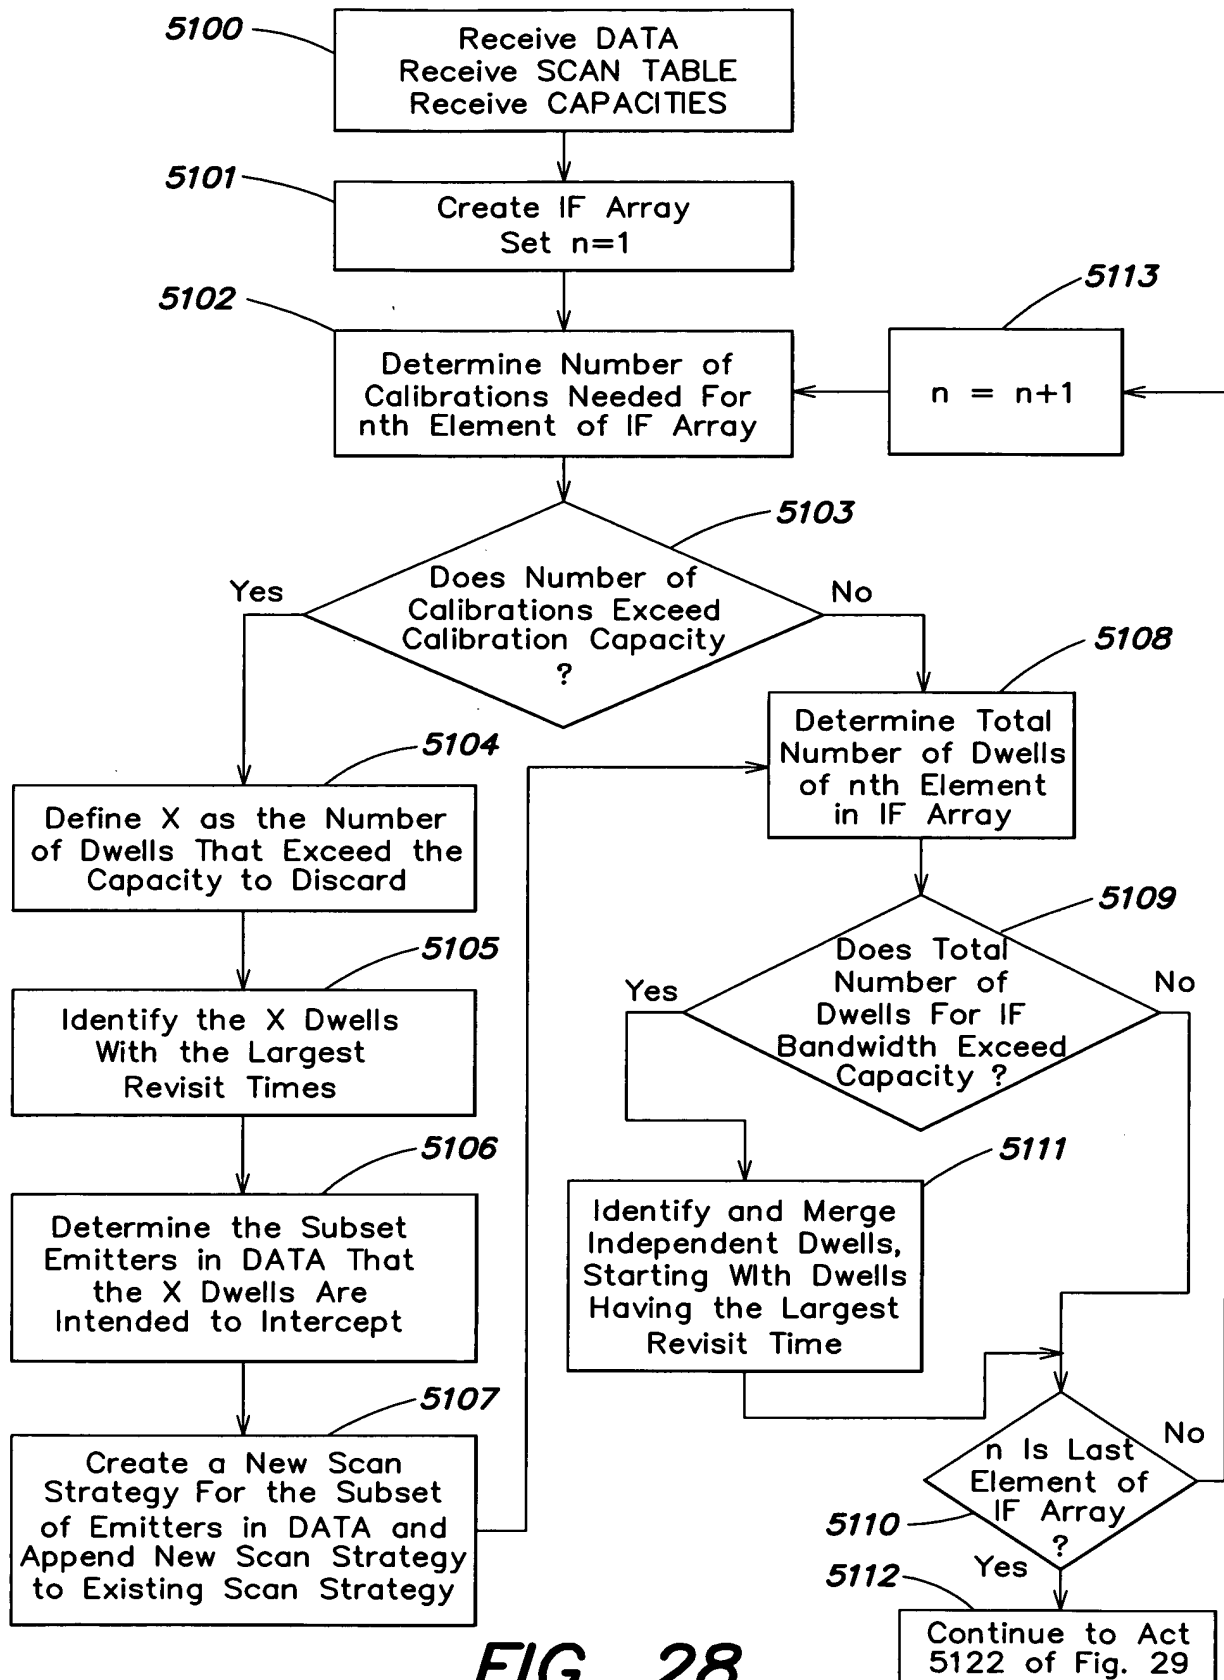 5100
Receive DATA
Receive SCAN TABLE
Receive CAPACITIES
5101
Create IF Array
Set n=1
5102
Determine Number of
Calibrations Needed For
nth Element of IF Array
5113
n = n+1
5103
Does Number of
Calibrations Exceed
Calibration Capacity
?
Yes
No
5104
Define X as the Number
of Dwells That Exceed the
Capacity to Discard
5105
Identify the X Dwells
With the Largest
Revisit Times
5106
Determine the Subset
Emitters in DATA That
the X Dwells Are
Intended to Intercept
5107
Create a New Scan
Strategy For the Subset
of Emitters in DATA and
Append New Scan Strategy
to Existing Scan Strategy
5108
Determine Total
Number of Dwells
of nth Element
in IF Array
5109
Does Total
Number of
Dwells For IF
Bandwidth Exceed
Capacity ?
Yes
No
5111
Identify and Merge
Independent Dwells,
Starting With Dwells
Having the Largest
Revisit Time
5110
n Is Last
Element of
IF Array
?
No
Yes
5112
Continue to Act
5122 of Fig. 29
FIG. 28